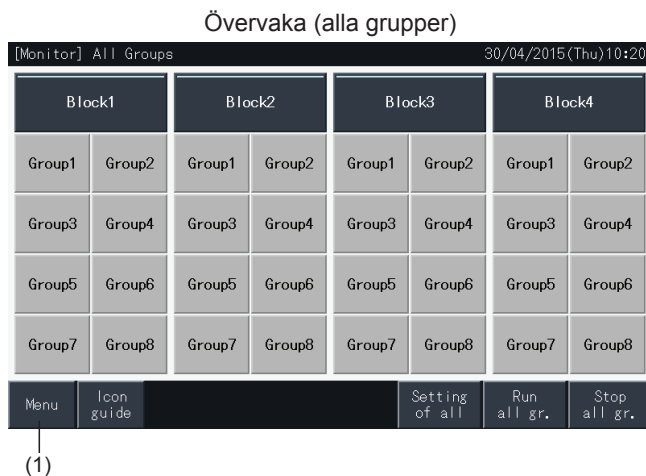 Övervaka (alla grupper)
[Monitor] All Groups 30/04/2015(Thu)10:20
Block1 Block2 Block3 Block4
Group1 Group2 Group1 Group2 Group1 Group2 Group1 Group2
Group3 Group4 Group3 Group4 Group3 Group4 Group3 Group4
Group5 Group6 Group5 Group6 Group5 Group6 Group5 Group6
Group7 Group8 Group7 Group8 Group7 Group8 Group7 Group8
Menu Icon guide Setting of all Run all gr. Stop all gr.
(1)